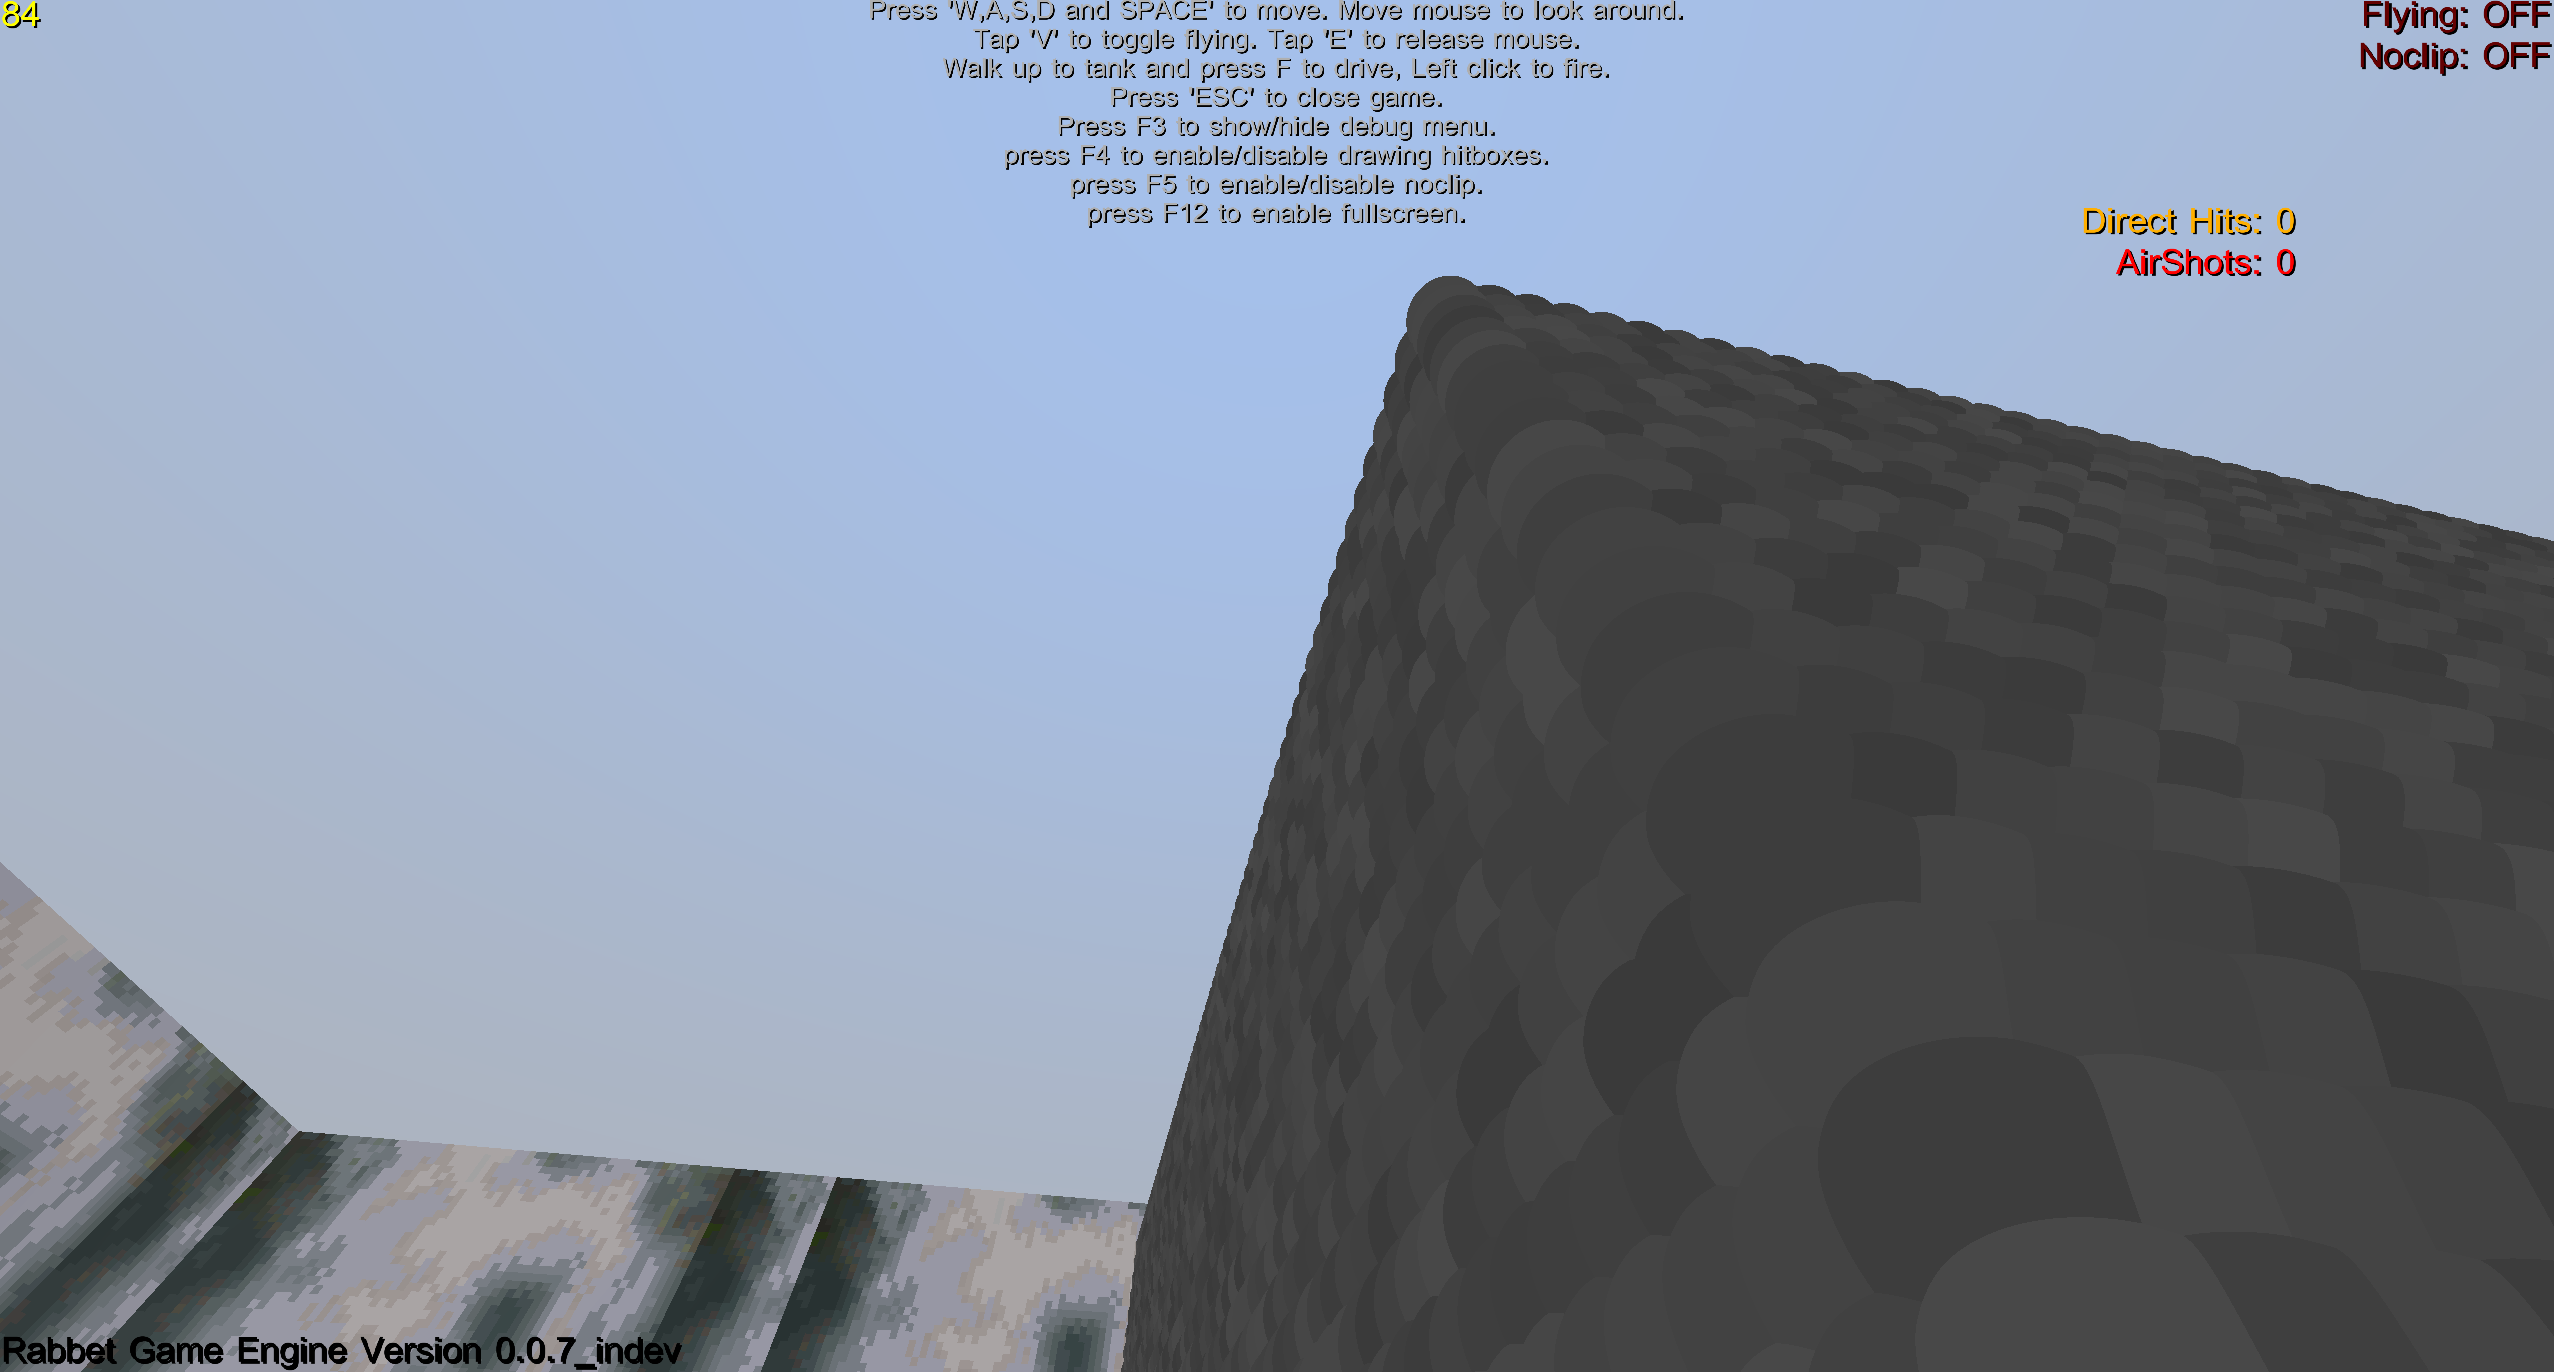 84
Press 'W,A,S,D and SPACE' to move. Move mouse to look around.
Tap 'V' to toggle flying. Tap 'E' to release mouse.
Walk up to tank and press F to drive, Left click to fire.
Press 'ESC' to close game.
Press F3 to show/hide debug menu.
press F4 to enable/disable drawing hitboxes.
press F5 to enable/disable noclip.
press F12 to enable fullscreen.
Flying: OFF
Noclip: OFF
Direct Hits: 0
AirShots: 0
Rabbet Game Engine Version 0.0.7_indev